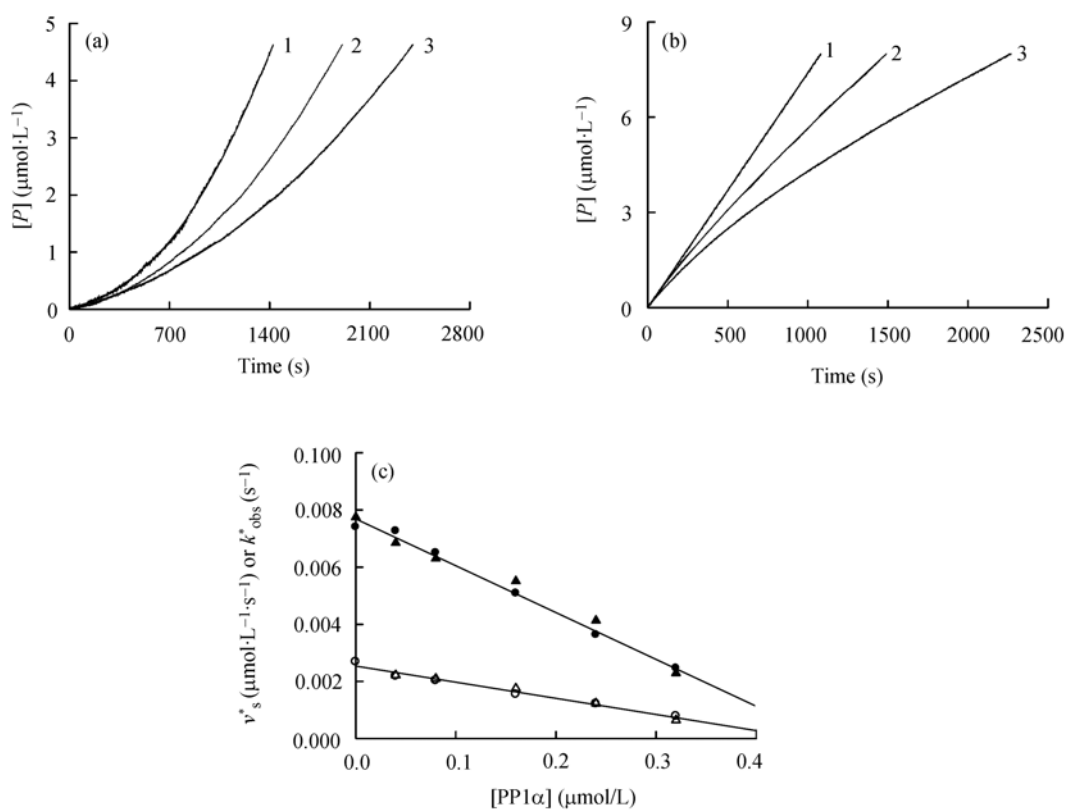 (a)
1 2 3
5
4
3
2
1
0
[P] (μmol·L⁻¹)
0 700 1400 2100 2800
Time (s)
(b)
1 2 3
9
6
3
0
[P] (μmol·L⁻¹)
0 500 1000 1500 2000 2500
Time (s)
(c)
0.100
0.008
0.006
0.004
0.002
0.000
v*s (μmol·L⁻¹·s⁻¹) or k*obs (s⁻¹)
0.0 0.1 0.2 0.3 0.4
[PP1α] (μmol/L)